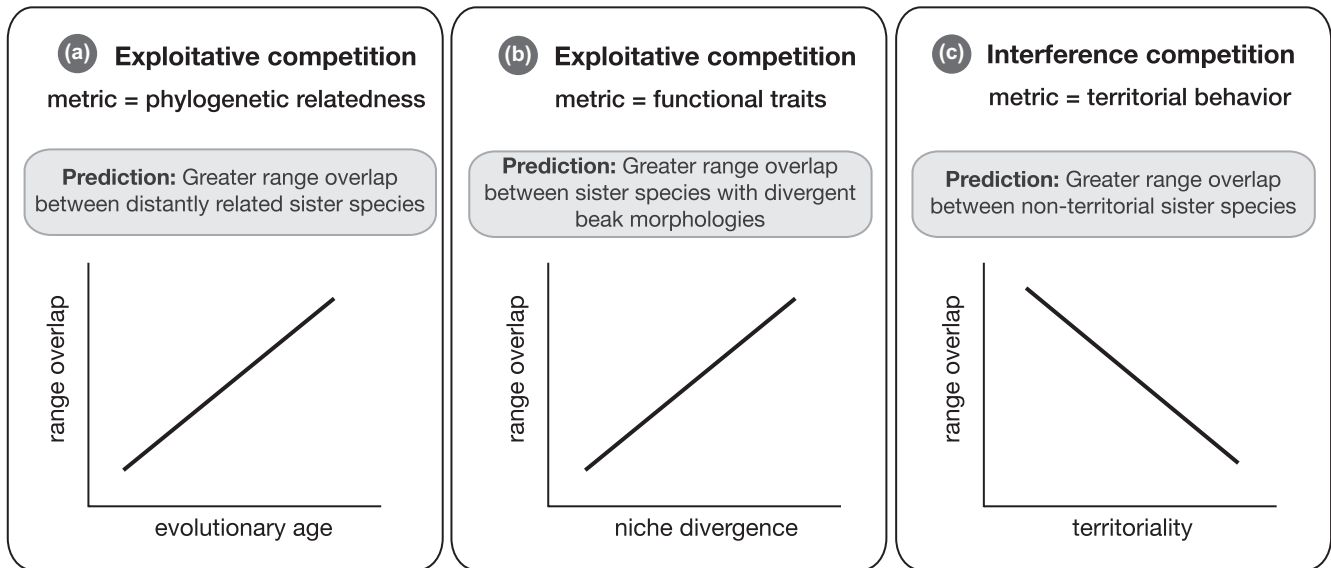 (a) Exploitative competition
metric = phylogenetic relatedness
Prediction: Greater range overlap
between distantly related sister species
range overlap
evolutionary age
(b) Exploitative competition
metric = functional traits
Prediction: Greater range overlap
between sister species with divergent
beak morphologies
range overlap
niche divergence
(c) Interference competition
metric = territorial behavior
Prediction: Greater range overlap
between non-territorial sister species
range overlap
territoriality